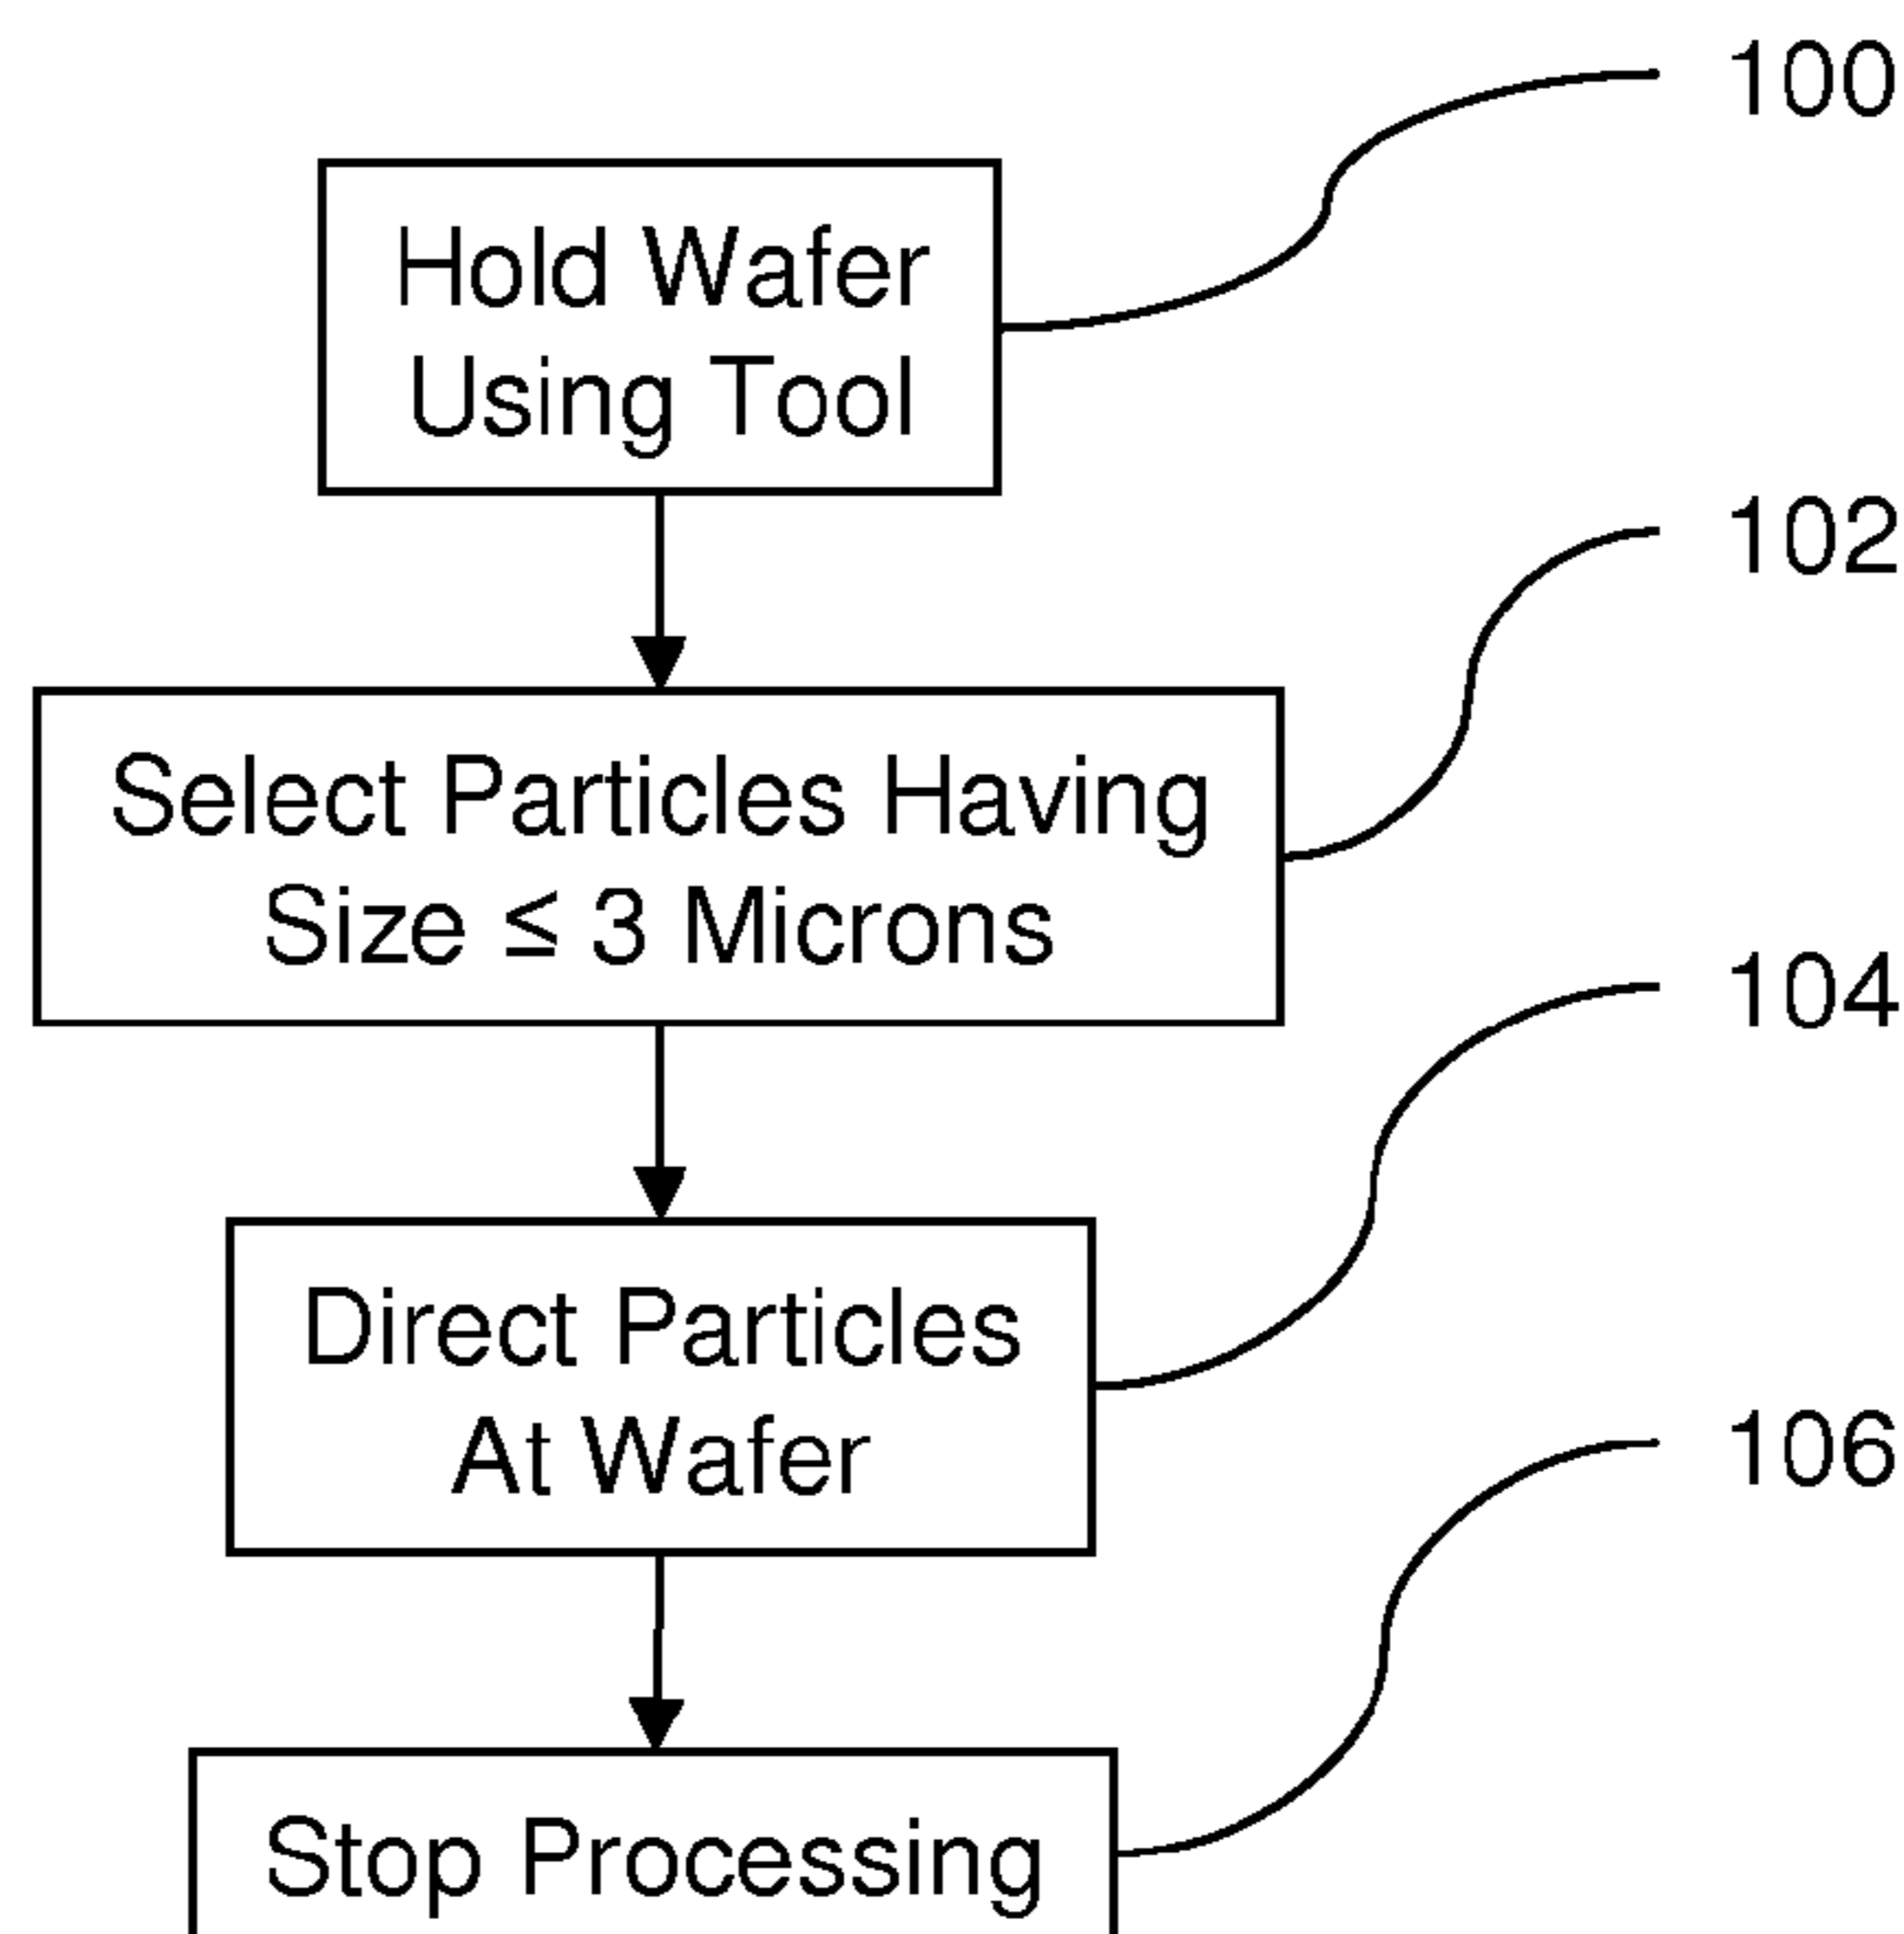 100
Hold Wafer
Using Tool
102
Select Particles Having
Size ≤ 3 Microns
104
Direct Particles
At Wafer
106
Stop Processing